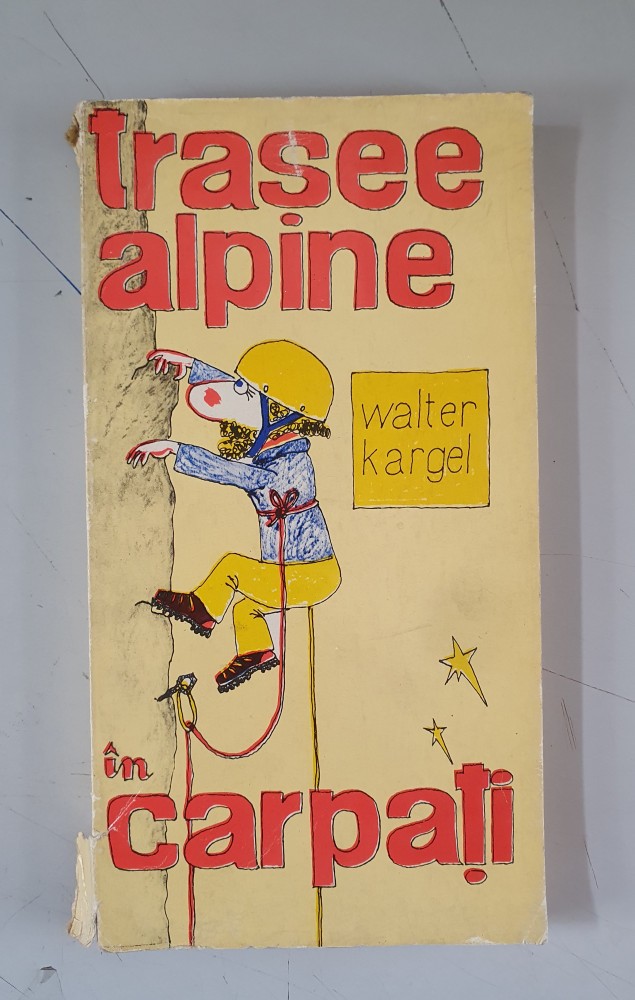 trasee
alpine
walter
kargel
în
carpați